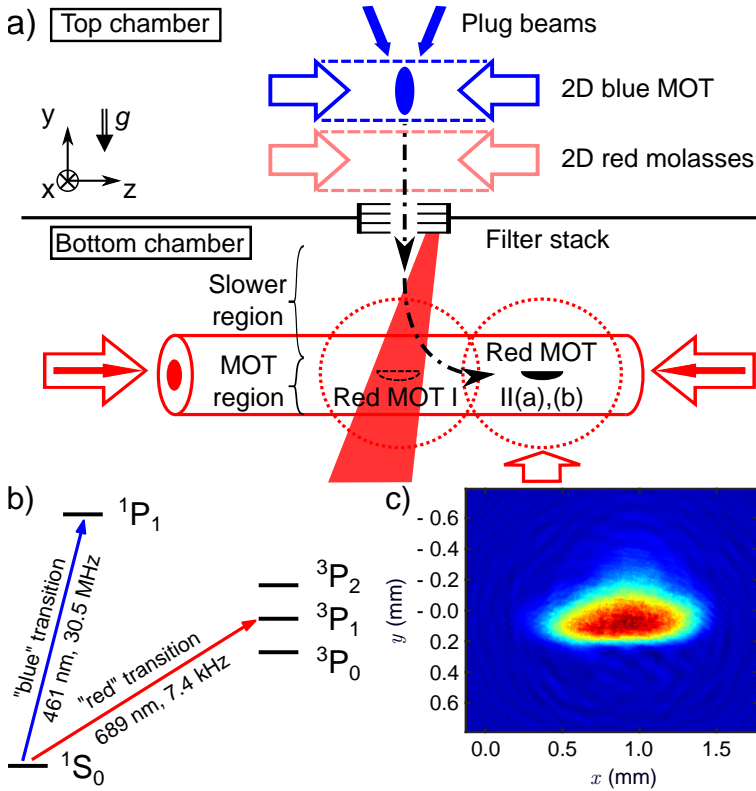 a)
Top chamber
Plug beams
2D blue MOT
y
g
x
z
2D red molasses
Bottom chamber
Filter stack
Slower
region
MOT
region
Red MOT I
Red MOT
II(a),(b)
b)
¹P₁
"blue" transition
461 nm, 30.5 MHz
³P₂
³P₁
³P₀
"red" transition
689 nm, 7.4 kHz
¹S₀
c)
- 0.6
- 0.4
- 0.2
- 0.0
0.2
0.4
0.6
y (mm)
0.0
0.5
1.0
1.5
x (mm)